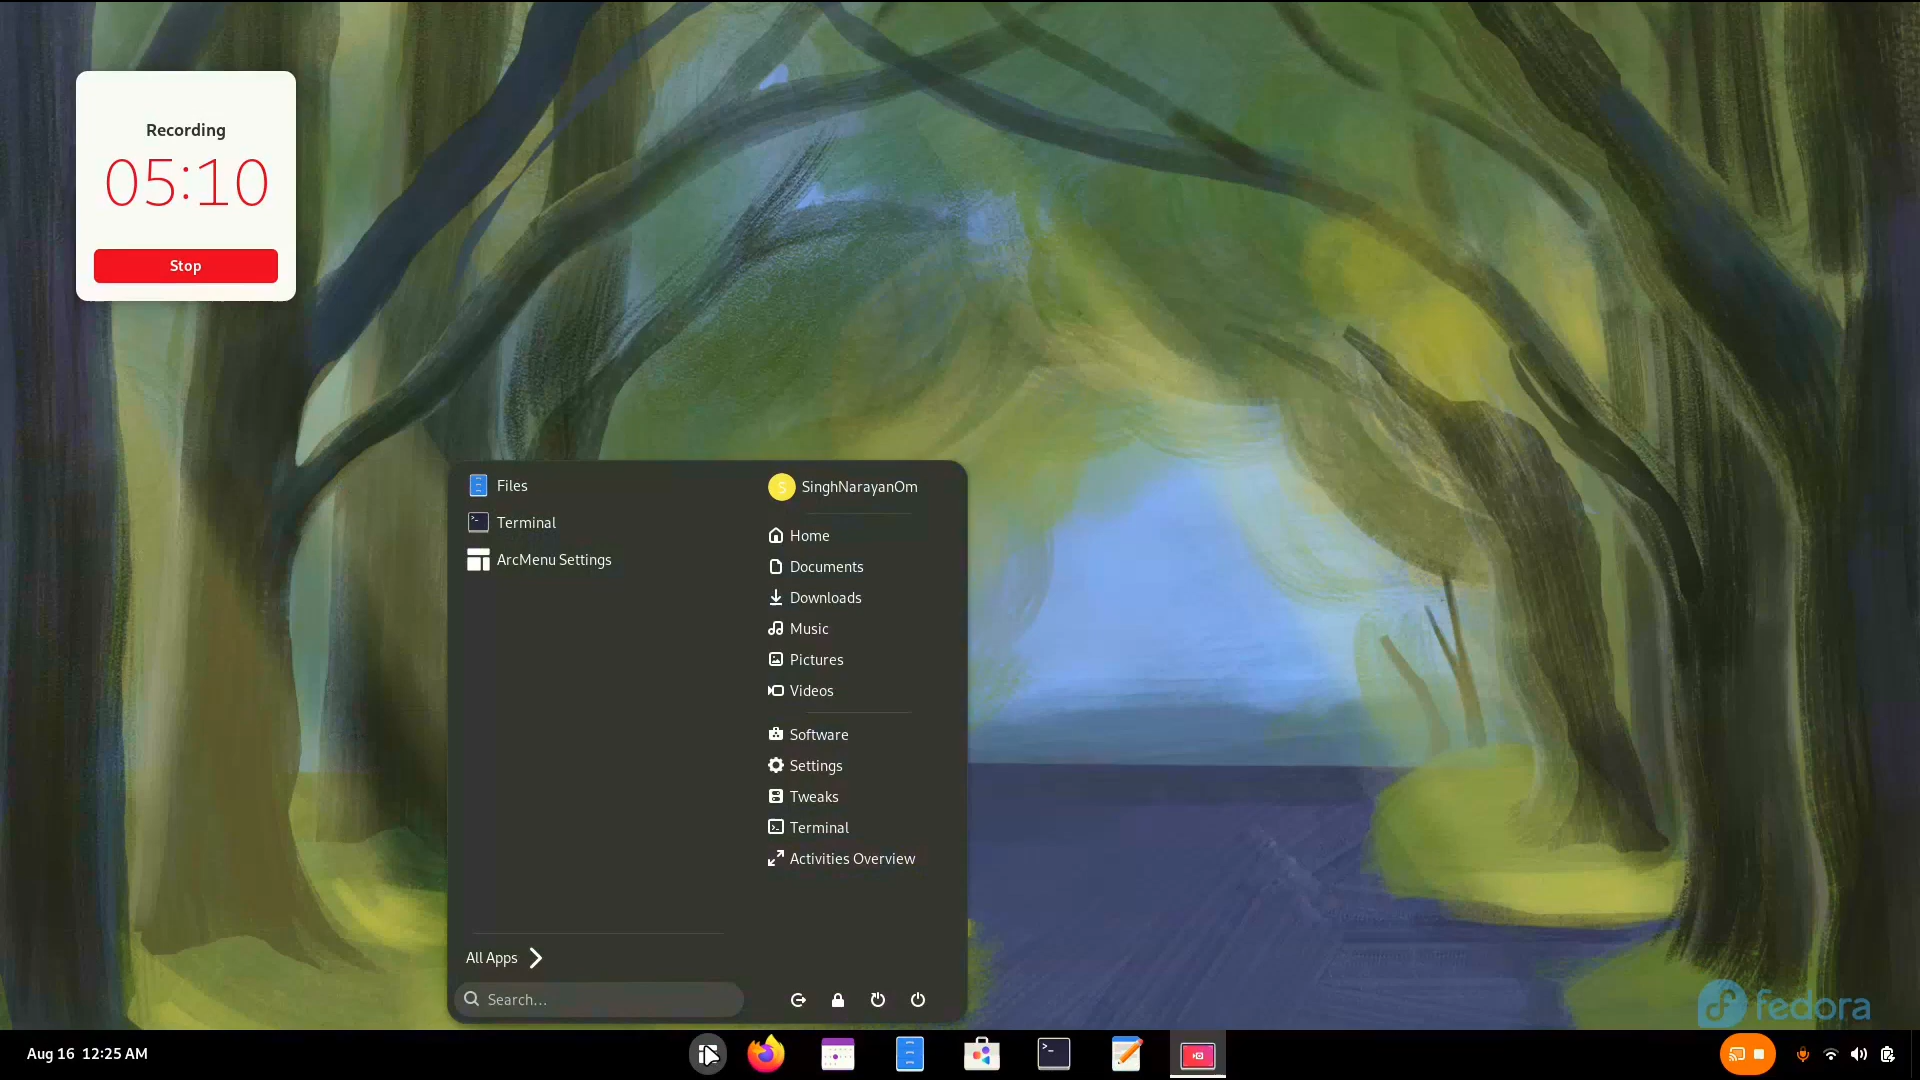 Recording
05:10
Stop
Files
Terminal
ArcMenu Settings
All Apps
Search...
S SinghNarayanOm
Home
Documents
Downloads
Music
Pictures
Videos
Software
Settings
Tweaks
Terminal
Activities Overview
fedora
Aug 16 12:25 AM